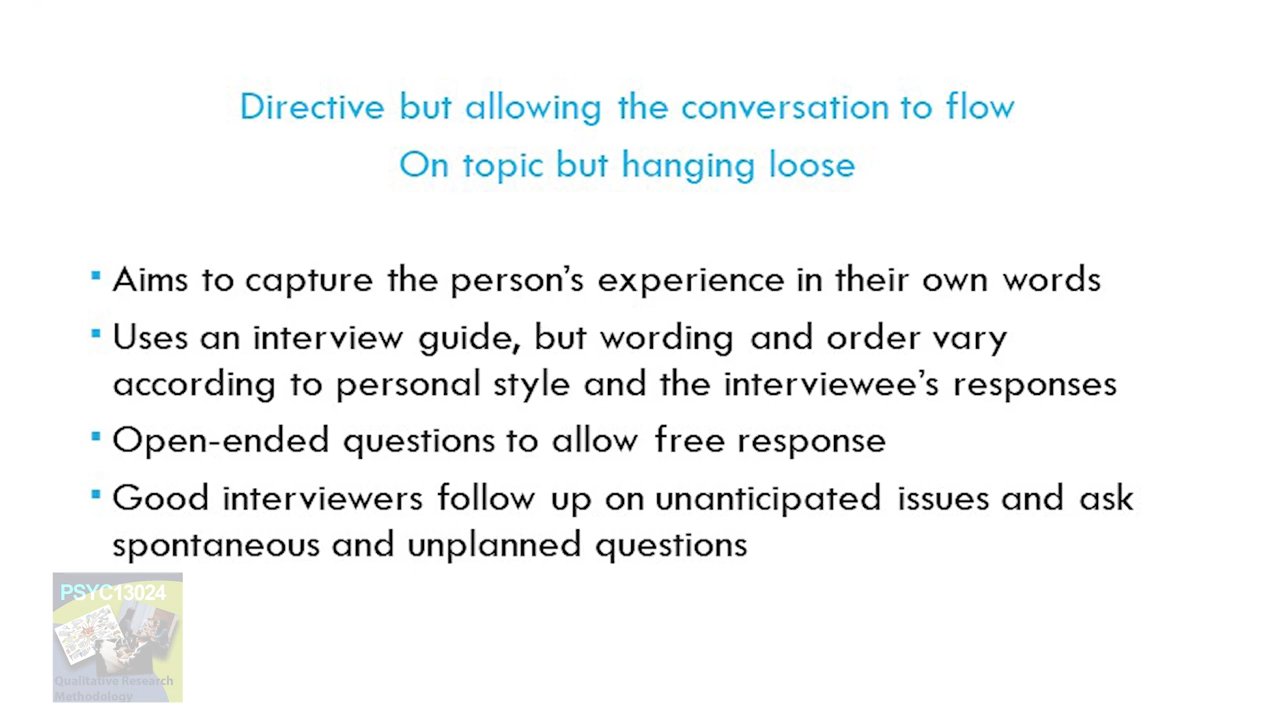 Directive but allowing the conversation to flow
On topic but hanging loose
▪ Aims to capture the person's experience in their own words
▪ Uses an interview guide, but wording and order vary
according to personal style and the interviewee's responses
▪ Open-ended questions to allow free response
▪ Good interviewers follow up on unanticipated issues and ask
spontaneous and unplanned questions
PSYC13024
Qualitative Research
Methodology